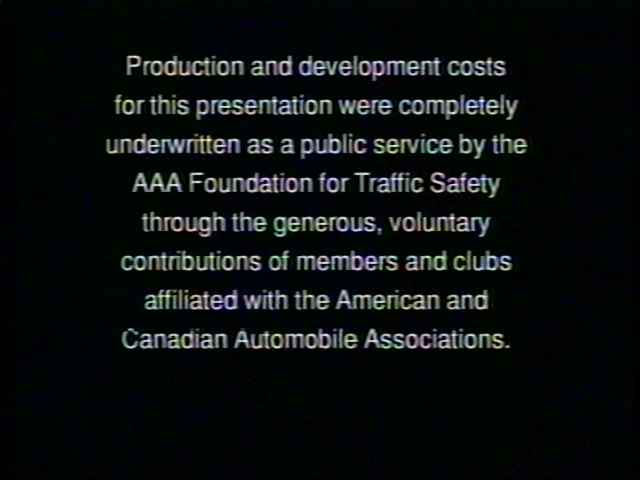 Production and development costs
for this presentation were completely
underwritten as a public service by the
AAA Foundation for Traffic Safety
through the generous, voluntary
contributions of members and clubs
affiliated with the American and
Canadian Automobile Associations.